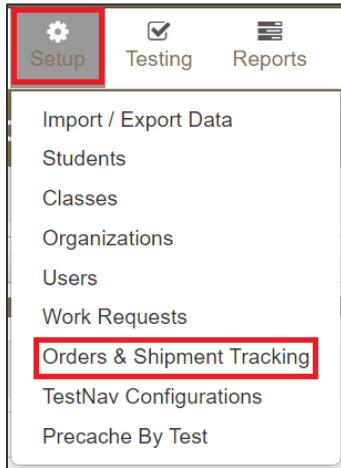 Setup Testing Reports
Import / Export Data
Students
Classes
Organizations
Users
Work Requests
Orders & Shipment Tracking
TestNav Configurations
Precache By Test